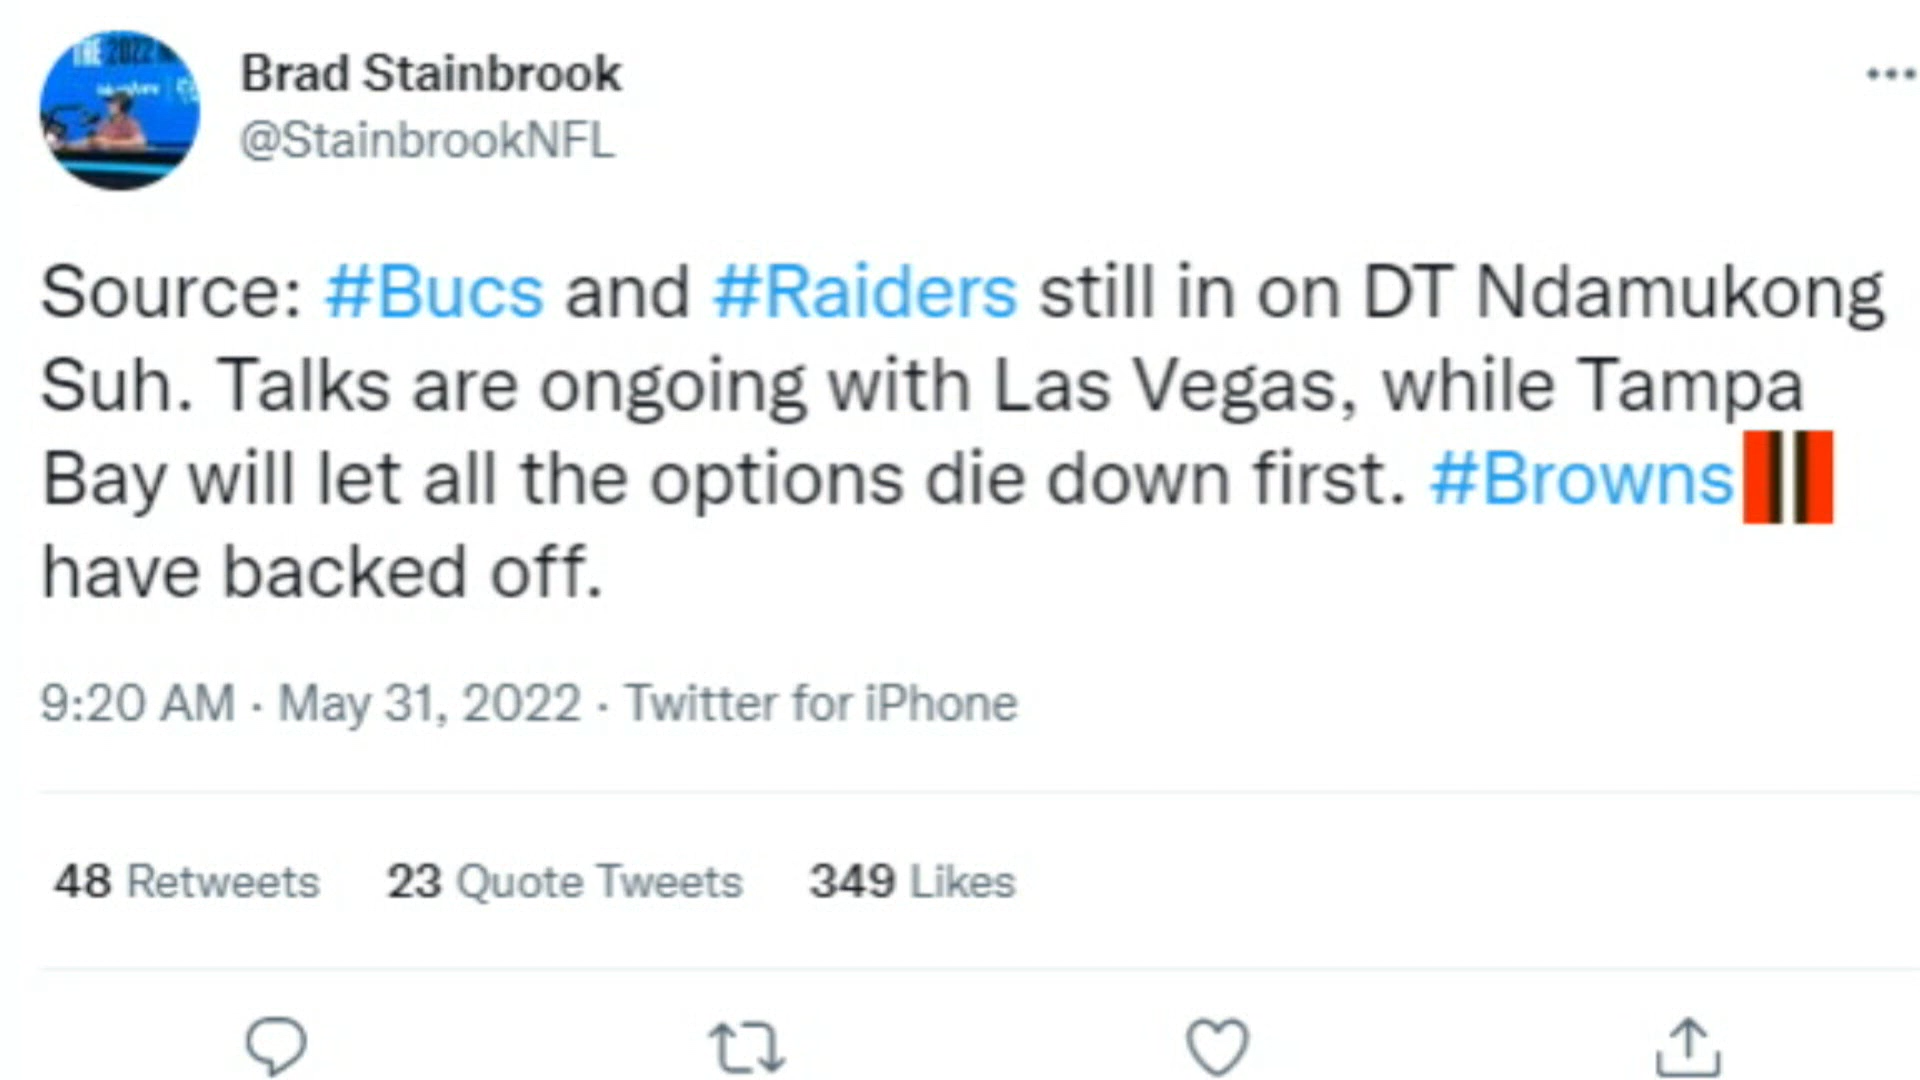 THE 2022
Brad Stainbrook
@StainbrookNFL
Source: #Bucs and #Raiders still in on DT Ndamukong
Suh. Talks are ongoing with Las Vegas, while Tampa
Bay will let all the options die down first. #Browns
have backed off.
9:20 AM · May 31, 2022 · Twitter for iPhone
48 Retweets 23 Quote Tweets 349 Likes